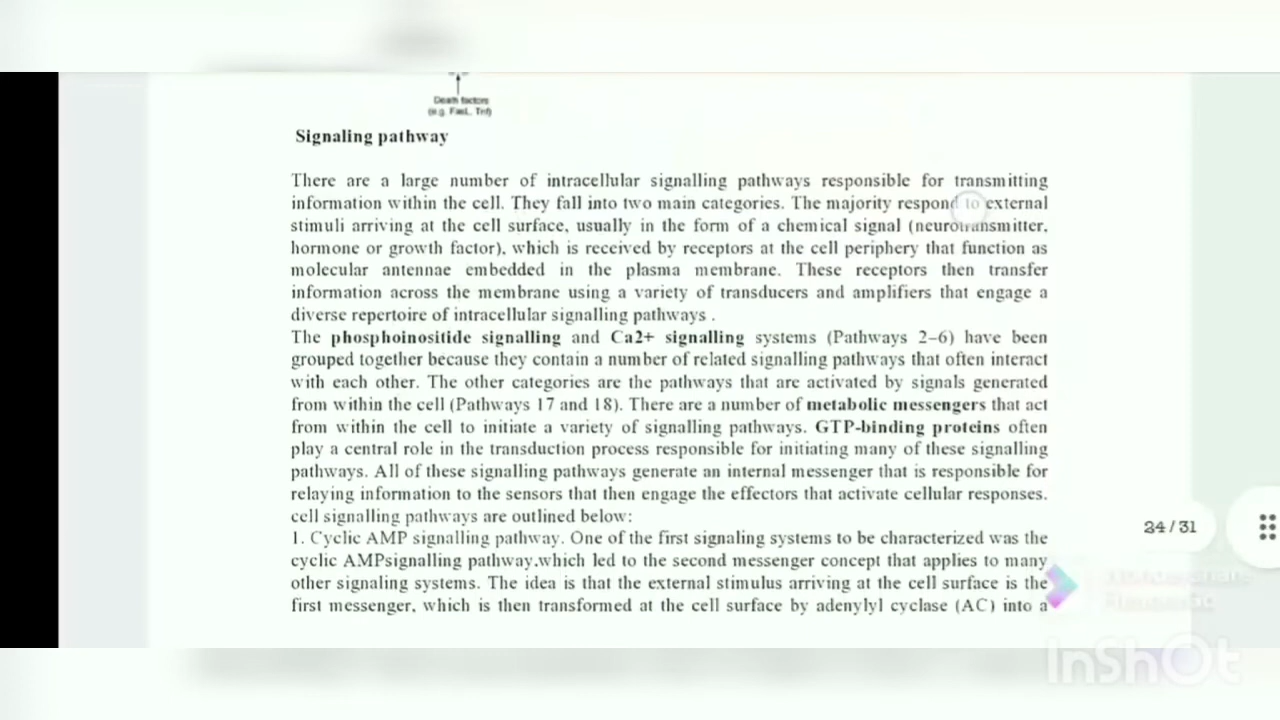 Death factors
(e.g. FasL, Tnf)
Signaling pathway
There are a large number of intracellular signalling pathways responsible for transmitting
information within the cell. They fall into two main categories. The majority respond to external
stimuli arriving at the cell surface, usually in the form of a chemical signal (neurotransmitter,
hormone or growth factor), which is received by receptors at the cell periphery that function as
molecular antennae embedded in the plasma membrane. These receptors then transfer
information across the membrane using a variety of transducers and amplifiers that engage a
diverse repertoire of intracellular signalling pathways .
The phosphoinositide signalling and Ca2+ signalling systems (Pathways 2–6) have been
grouped together because they contain a number of related signalling pathways that often interact
with each other. The other categories are the pathways that are activated by signals generated
from within the cell (Pathways 17 and 18). There are a number of metabolic messengers that act
from within the cell to initiate a variety of signalling pathways. GTP-binding proteins often
play a central role in the transduction process responsible for initiating many of these signalling
pathways. All of these signalling pathways generate an internal messenger that is responsible for
relaying information to the sensors that then engage the effectors that activate cellular responses.
cell signalling pathways are outlined below:
1. Cyclic AMP signalling pathway. One of the first signaling systems to be characterized was the
cyclic AMPsignalling pathway.which led to the second messenger concept that applies to many
other signaling systems. The idea is that the external stimulus arriving at the cell surface is the
first messenger, which is then transformed at the cell surface by adenylyl cyclase (AC) into a
24 / 31
Wondershare
InShOt